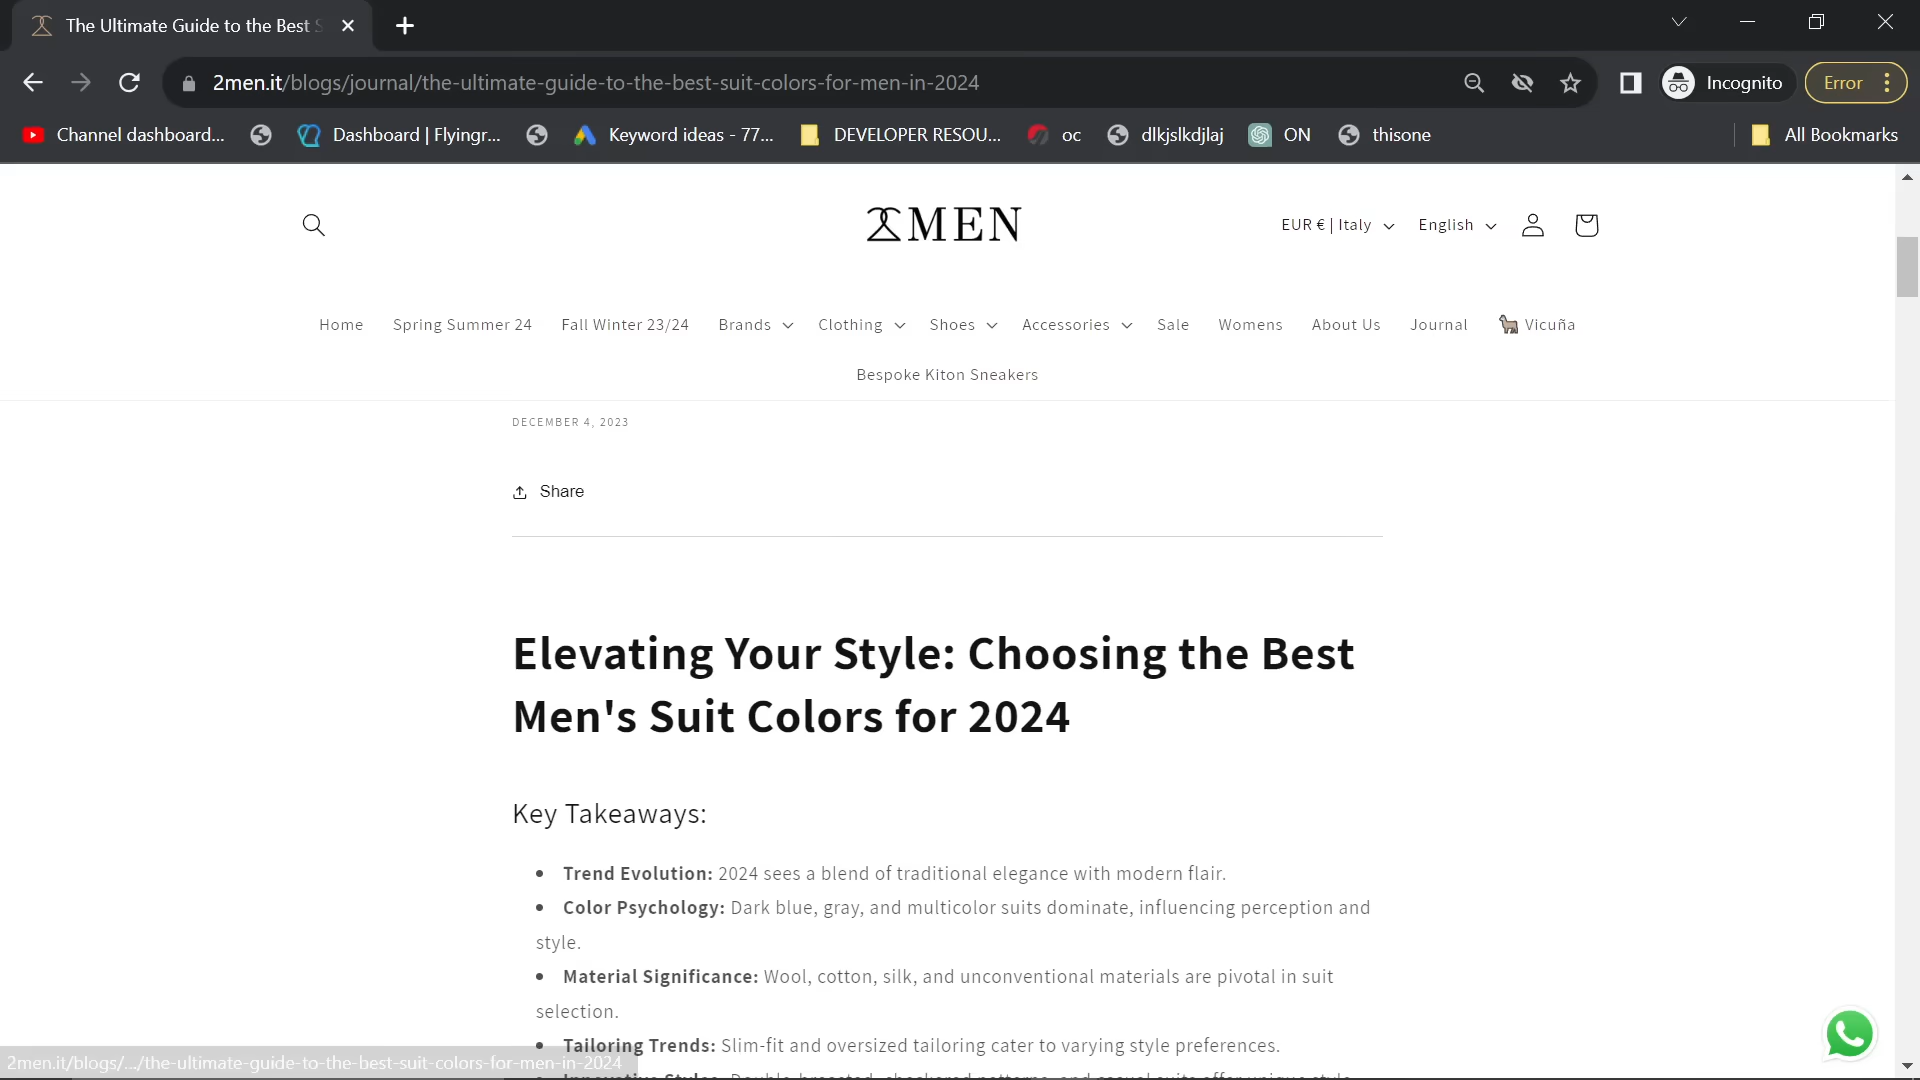 The Ultimate Guide to the Best S
2men.it/blogs/journal/the-ultimate-guide-to-the-best-suit-colors-for-men-in-2024
Incognito
Error
Channel dashboard...
Dashboard | Flyingr...
Keyword ideas - 77...
DEVELOPER RESOU...
oc
dlkjslkdjlaj
ON
thisone
All Bookmarks
2MEN
EUR € | Italy
English
Home
Spring Summer 24
Fall Winter 23/24
Brands
Clothing
Shoes
Accessories
Sale
Womens
About Us
Journal
Vicuña
Bespoke Kiton Sneakers
DECEMBER 4, 2023
Share
Elevating Your Style: Choosing the Best
Men's Suit Colors for 2024
Key Takeaways:
• Trend Evolution: 2024 sees a blend of traditional elegance with modern flair.
• Color Psychology: Dark blue, gray, and multicolor suits dominate, influencing perception and
style.
• Material Significance: Wool, cotton, silk, and unconventional materials are pivotal in suit
selection.
• Tailoring Trends: Slim-fit and oversized tailoring cater to varying style preferences.
2men.it/blogs/.../the-ultimate-guide-to-the-best-suit-colors-for-men-in-2024